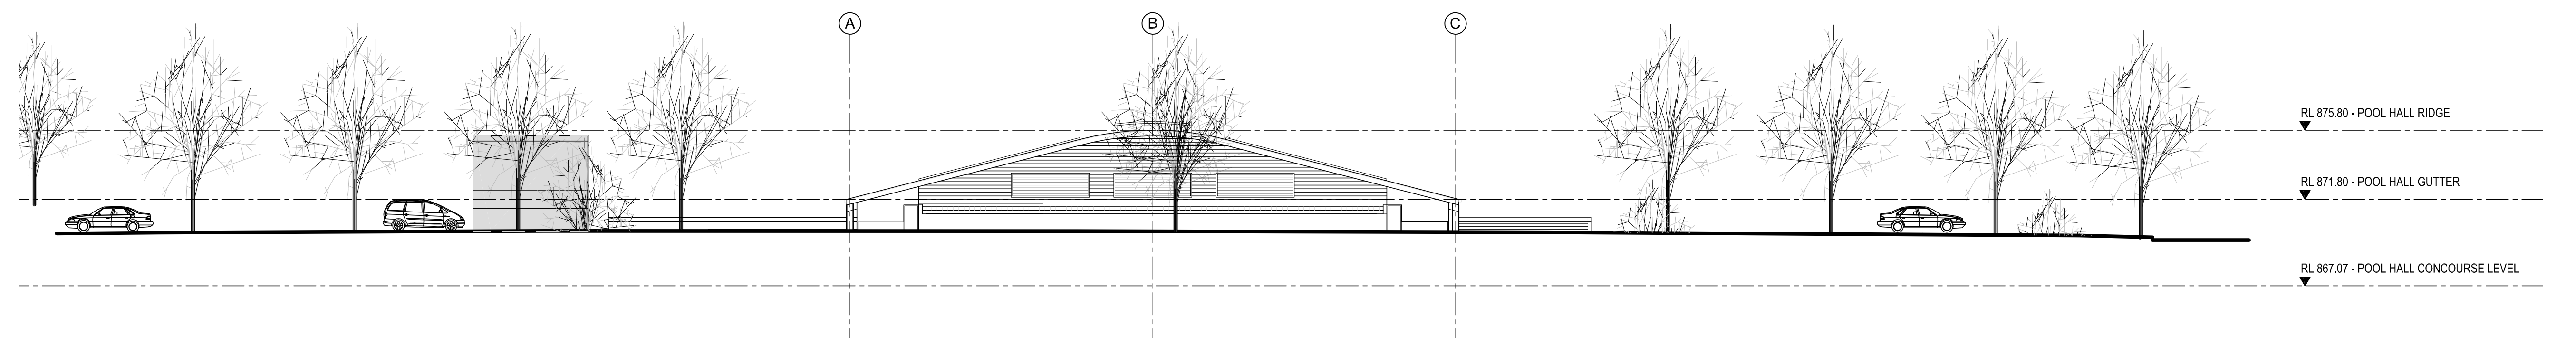 A
B
C
RL 875.80 - POOL HALL RIDGE
RL 871.80 - POOL HALL GUTTER
RL 867.07 - POOL HALL CONCOURSE LEVEL